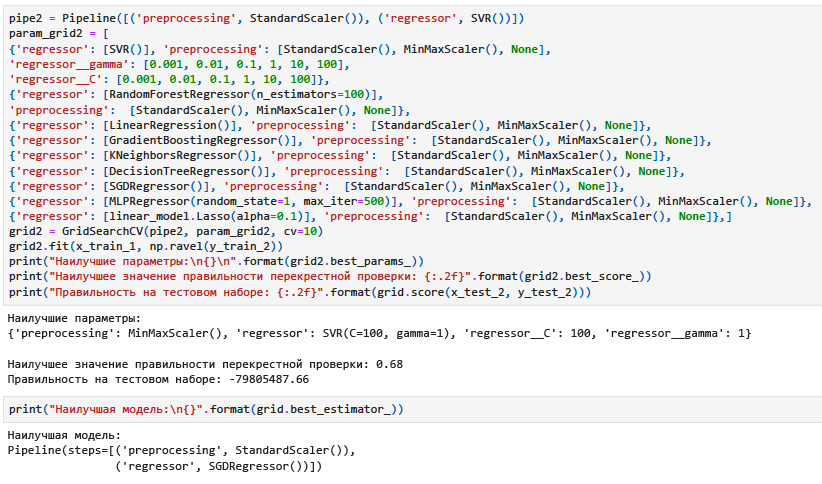 pipe2 = Pipeline([('preprocessing', StandardScaler()), ('regressor', SVR())])
param_grid2 = [
{'regressor': [SVR()], 'preprocessing': [StandardScaler(), MinMaxScaler(), None],
'regressor__gamma': [0.001, 0.01, 0.1, 1, 10, 100],
'regressor__C': [0.001, 0.01, 0.1, 1, 10, 100]},
{'regressor': [RandomForestRegressor(n_estimators=100)],
'preprocessing':  [StandardScaler(), MinMaxScaler(), None]},
{'regressor': [LinearRegression()], 'preprocessing':  [StandardScaler(), MinMaxScaler(), None]},
{'regressor': [GradientBoostingRegressor()], 'preprocessing':  [StandardScaler(), MinMaxScaler(), None]},
{'regressor': [KNeighborsRegressor()], 'preprocessing':  [StandardScaler(), MinMaxScaler(), None]},
{'regressor': [DecisionTreeRegressor()], 'preprocessing':  [StandardScaler(), MinMaxScaler(), None]},
{'regressor': [SGDRegressor()], 'preprocessing':  [StandardScaler(), MinMaxScaler(), None]},
{'regressor': [MLPRegressor(random_state=1, max_iter=500)], 'preprocessing':  [StandardScaler(), MinMaxScaler(), None]},
{'regressor': [linear_model.Lasso(alpha=0.1)], 'preprocessing':  [StandardScaler(), MinMaxScaler(), None]},]
grid2 = GridSearchCV(pipe2, param_grid2, cv=10)
grid2.fit(x_train_1, np.ravel(y_train_2))
print("Наилучшие параметры:\n{}\n".format(grid2.best_params_))
print("Наилучшее значение правильности перекрестной проверки: {:.2f}".format(grid2.best_score_))
print("Правильность на тестовом наборе: {:.2f}".format(grid.score(x_test_2, y_test_2)))
Наилучшие параметры:
{'preprocessing': MinMaxScaler(), 'regressor': SVR(C=100, gamma=1), 'regressor__C': 100, 'regressor__gamma': 1}
Наилучшее значение правильности перекрестной проверки: 0.68
Правильность на тестовом наборе: -79805487.66
print("Наилучшая модель:\n{}".format(grid.best_estimator_))
Наилучшая модель:
Pipeline(steps=[('preprocessing', StandardScaler()),
('regressor', SGDRegressor())])